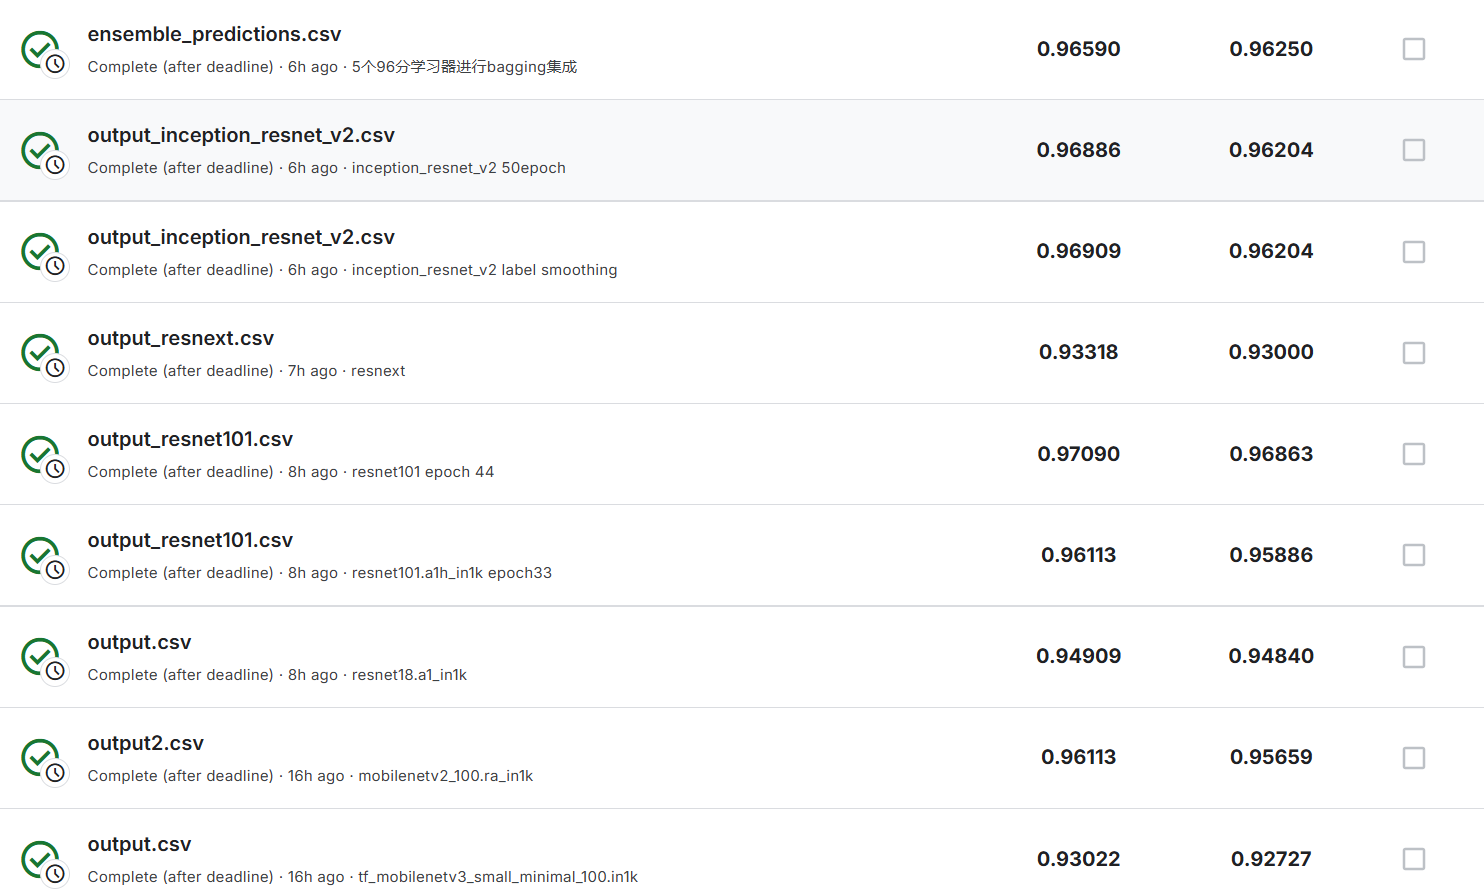 ensemble_predictions.csv
0.96590 0.96250
Complete (after deadline) · 6h ago · 5个96分学习器进行bagging集成
output_inception_resnet_v2.csv
0.96886 0.96204
Complete (after deadline) · 6h ago · inception_resnet_v2 50epoch
output_inception_resnet_v2.csv
0.96909 0.96204
Complete (after deadline) · 6h ago · inception_resnet_v2 label smoothing
output_resnext.csv
0.93318 0.93000
Complete (after deadline) · 7h ago · resnext
output_resnet101.csv
0.97090 0.96863
Complete (after deadline) · 8h ago · resnet101 epoch 44
output_resnet101.csv
0.96113 0.95886
Complete (after deadline) · 8h ago · resnet101.a1h_in1k epoch33
output.csv
0.94909 0.94840
Complete (after deadline) · 8h ago · resnet18.a1_in1k
output2.csv
0.96113 0.95659
Complete (after deadline) · 16h ago · mobilenetv2_100.ra_in1k
output.csv
0.93022 0.92727
Complete (after deadline) · 16h ago · tf_mobilenetv3_small_minimal_100.in1k